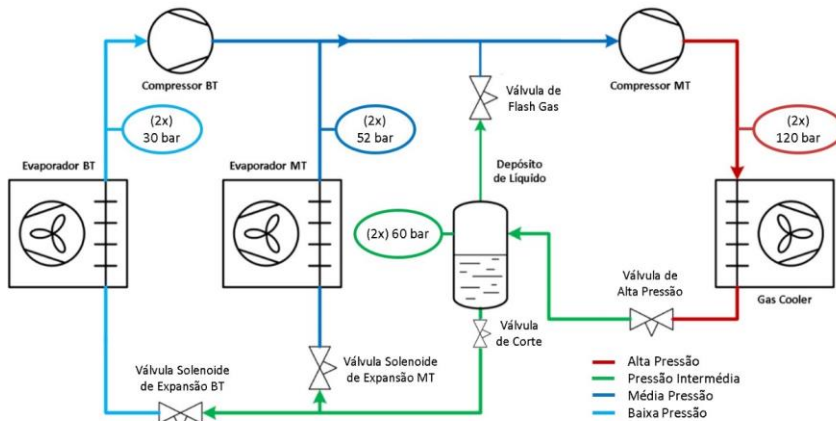 Compressor BT
Compressor MT
Válvula de
Flash Gas
(2x)
30 bar
(2x)
52 bar
(2x)
120 bar
Evaporador BT
Evaporador MT
Depósito
de Líquido
(2x) 60 bar
Válvula de
Alta Pressão
Gas Cooler
Válvula
de Corte
Válvula Solenoide
de Expansão BT
Válvula Solenoide
de Expansão MT
Alta Pressão
Pressão Intermédia
Média Pressão
Baixa Pressão